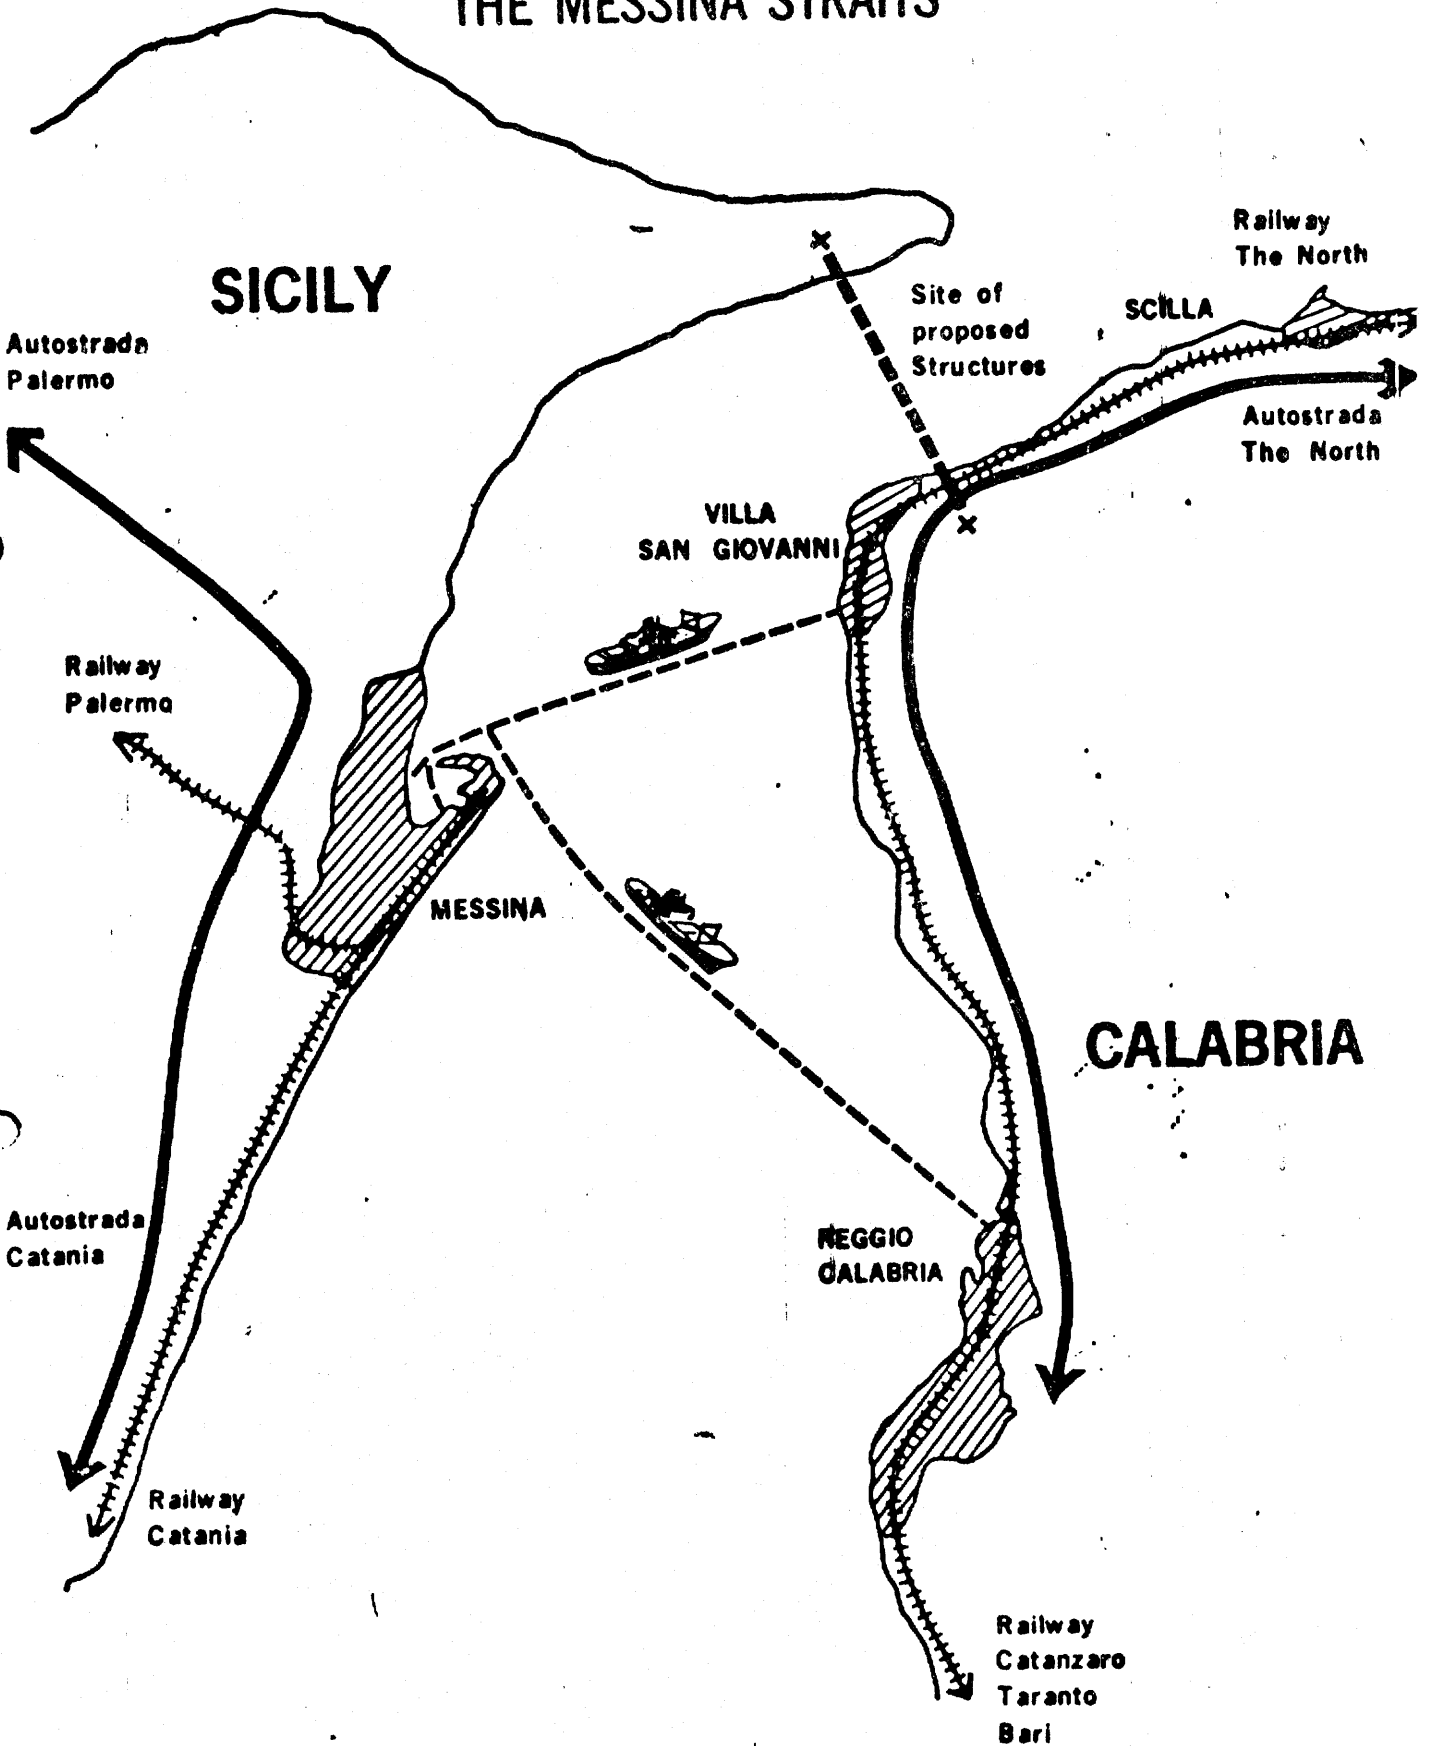 THE MESSINA STRAITS
Railway
The North
SICILY
Site of
proposed
Structures
SCILLA
Autostrada
Palermo
Autostrada
The North
VILLA
SAN GIOVANNI
Railway
Palermo
MESSINA
CALABRIA
Autostrada
Catania
REGGIO
CALABRIA
Railway
Catania
Railway
Catanzaro
Taranto
Bari